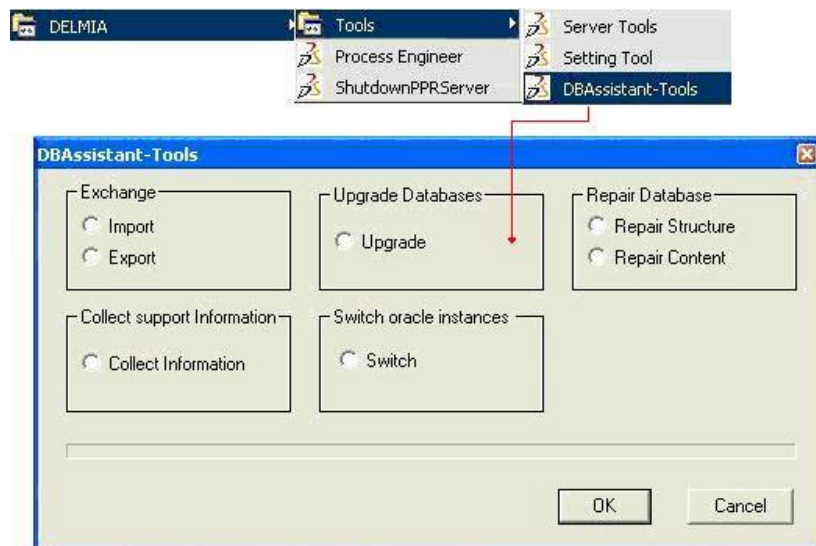 DELMIA
Tools
Server Tools
Process Engineer
Setting Tool
ShutdownPPRServer
DBAssistant-Tools
DBAssistant-Tools
Exchange
Import
Export
Upgrade Databases
Upgrade
Repair Database
Repair Structure
Repair Content
Collect support Information
Collect Information
Switch oracle instances
Switch
OK
Cancel